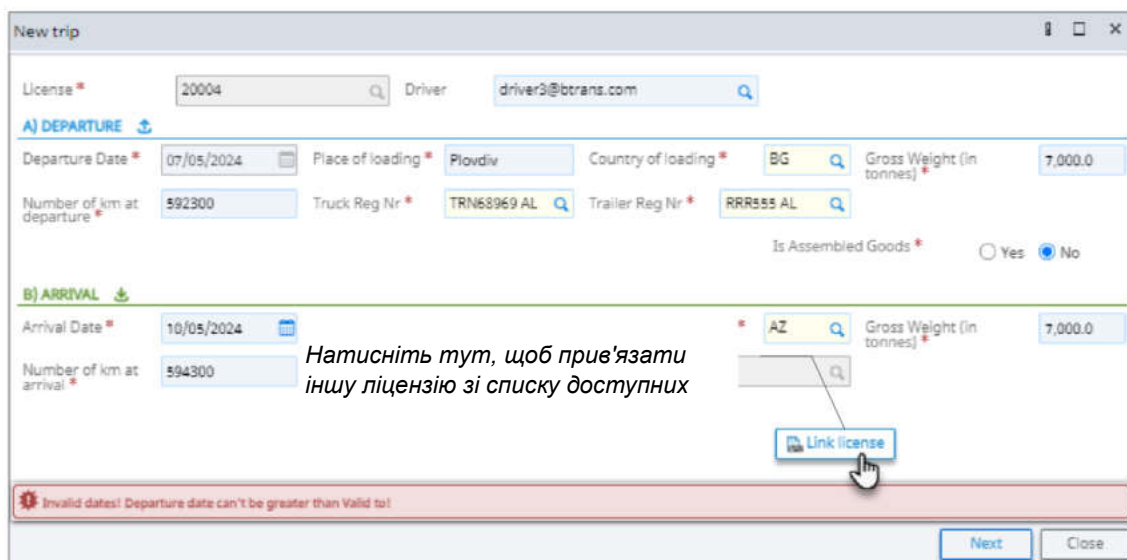 New trip
License * 20004 Driver driver3@btrans.com
A) DEPARTURE
Departure Date * 07/05/2024 Place of loading * Plovdiv Country of loading * BG Gross Weight (in tonnes) * 7,000.0
Number of km at departure * 592300 Truck Reg Nr * TRN68969 AL Trailer Reg Nr * RRR555 AL
Is Assembled Goods * Yes No
B) ARRIVAL
Arrival Date * 10/05/2024 * AZ Gross Weight (in tonnes) * 7,000.0
Number of km at arrival * 594300
Натисніть тут, щоб прив'язати
іншу ліцензію зі списку доступних
Link license
Invalid dates! Departure date can't be greater than Valid to!
Next Close